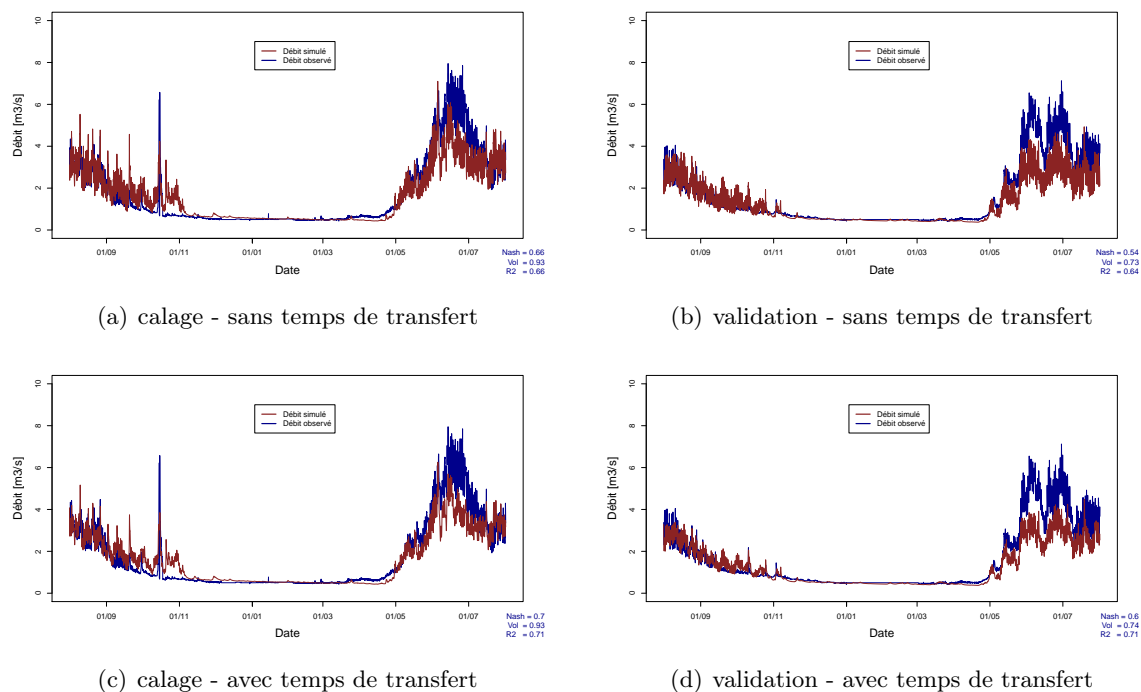 10
8
6
4
2
0
Débit [m3/s]
Débit simulé
Débit observé
01/09
01/11
01/01
01/03
01/05
01/07
Date
Nash = 0.66
Vol = 0.93
R2 = 0.66
(a) calage - sans temps de transfert
10
8
6
4
2
0
Débit [m3/s]
Débit simulé
Débit observé
01/09
01/11
01/01
01/03
01/05
01/07
Date
Nash = 0.54
Vol = 0.73
R2 = 0.64
(b) validation - sans temps de transfert
10
8
6
4
2
0
Débit [m3/s]
Débit simulé
Débit observé
01/09
01/11
01/01
01/03
01/05
01/07
Date
Nash = 0.7
Vol = 0.93
R2 = 0.71
(c) calage - avec temps de transfert
10
8
6
4
2
0
Débit [m3/s]
Débit simulé
Débit observé
01/09
01/11
01/01
01/03
01/05
01/07
Date
Nash = 0.6
Vol = 0.74
R2 = 0.71
(d) validation - avec temps de transfert